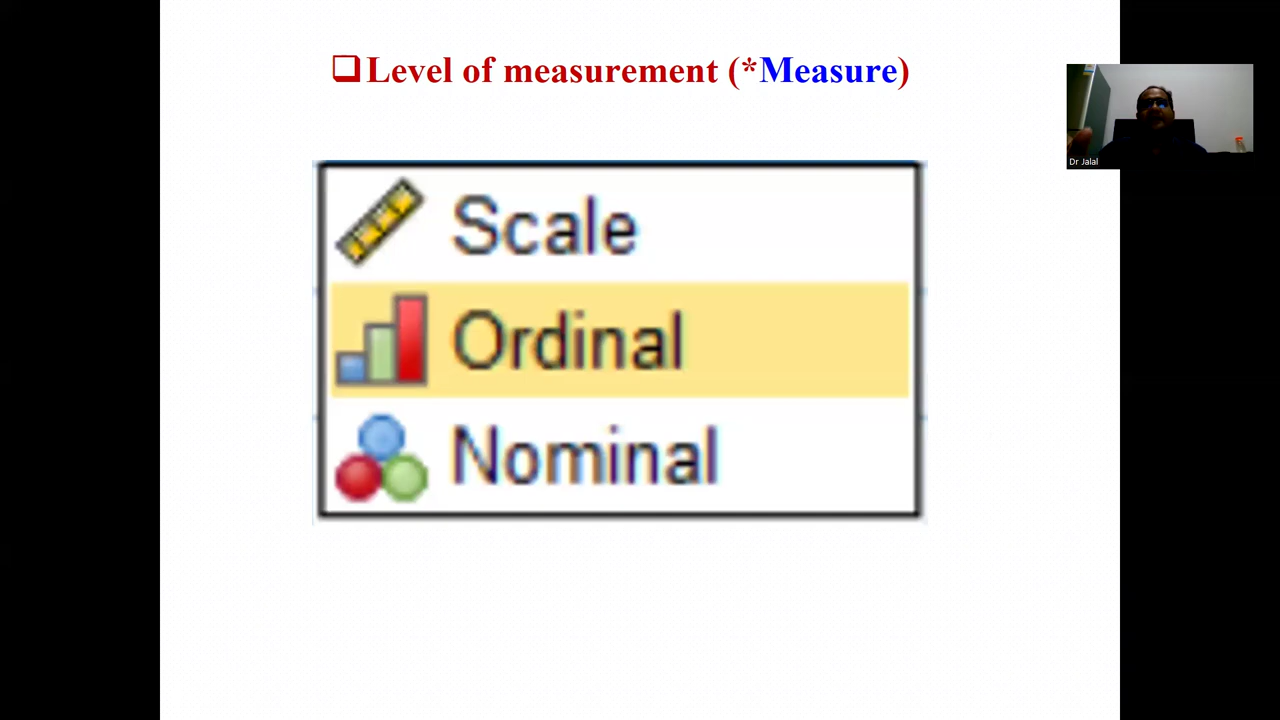 ❑Level of measurement (*Measure)
Dr Jalal
Scale
Ordinal
Nominal